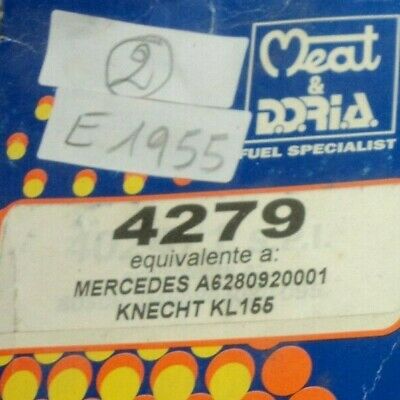 2
E 1955
Meat
&
D.O.R.i.A.
FUEL SPECIALIST
4279
equivalente a:
MERCEDES A6280920001
KNECHT KL155